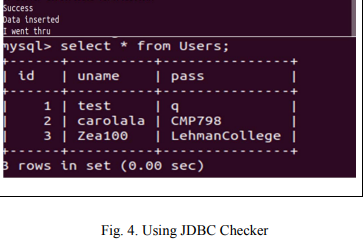 Success
Data inserted
I went thru
mysql> select * from Users;
+------+----------+---------------+
| id | uname | pass |
+------+----------+---------------+
| 1 | test | q |
| 2 | carolala | CMP798 |
| 3 | Zea100 | LehmanCollege |
+------+----------+---------------+
3 rows in set (0.00 sec)
Fig. 4. Using JDBC Checker